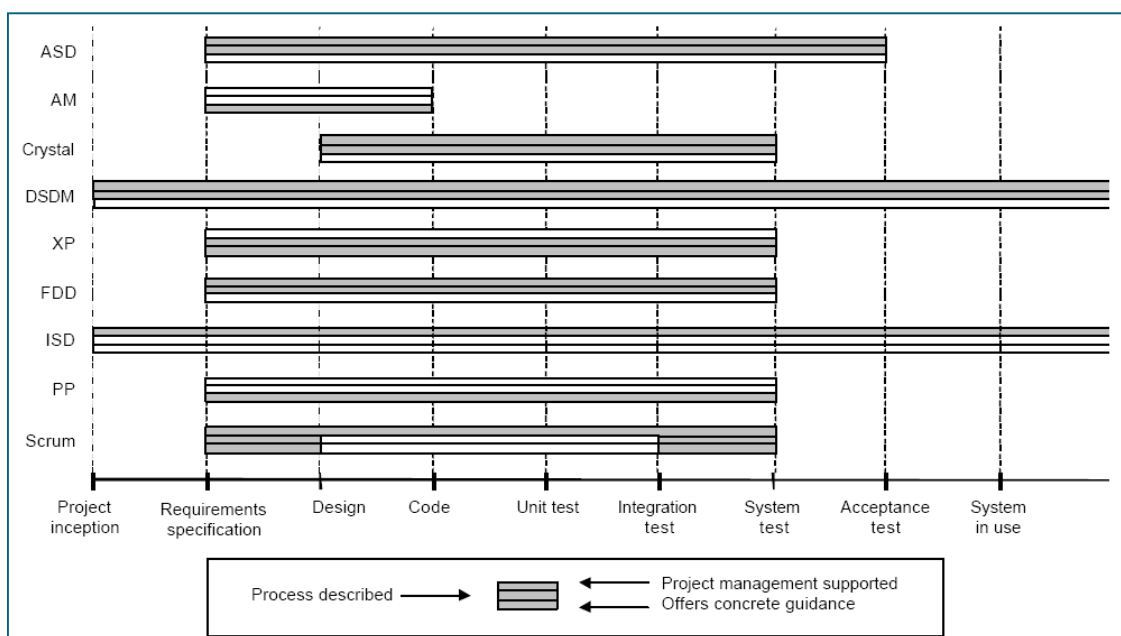 ASD
AM
Crystal
DSDM
XP
FDD
ISD
PP
Scrum
Project
inception
Requirements
specification
Design
Code
Unit test
Integration
test
System
test
Acceptance
test
System
in use
Process described
Project management supported
Offers concrete guidance